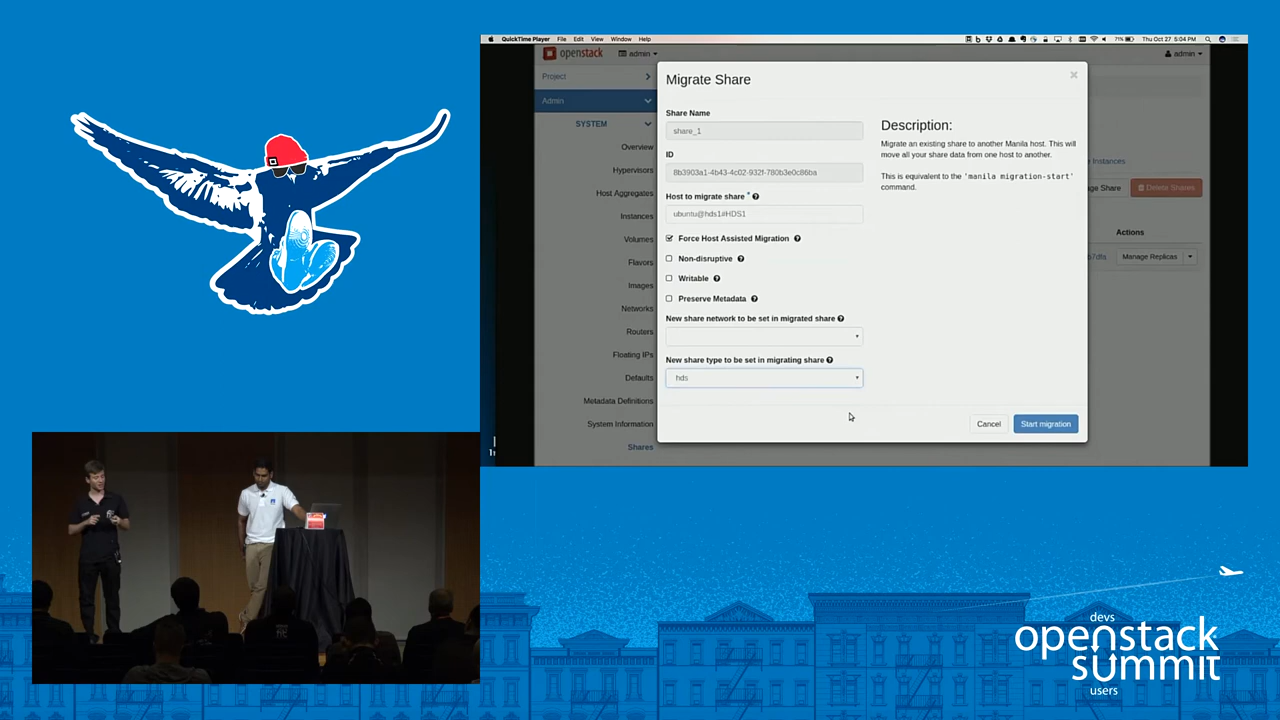 QuickTime Player File Edit View Window Help
71% Thu Oct 27 5:04 PM
openstack admin
admin
Project
Admin
SYSTEM
Overview
Hypervisors
Host Aggregates
Instances
Volumes
Flavors
Images
Networks
Routers
Floating IPs
Defaults
Metadata Definitions
System Information
Shares
Migrate Share
Share Name
share_1
ID
8b3903a1-4b43-4c02-932f-780b3e0c86ba
Host to migrate share *
ubuntu@hds1#HDS1
Force Host Assisted Migration
Non-disruptive
Writable
Preserve Metadata
New share network to be set in migrated share
New share type to be set in migrating share
hds
Description:
Migrate an existing share to another Manila host. This will
move all your share data from one host to another.
This is equivalent to the 'manila migration-start'
command.
Cancel
Start migration
Instances
ge Share
Delete Shares
Actions
b7dfa
Manage Replicas
devs
openstack
summit
users